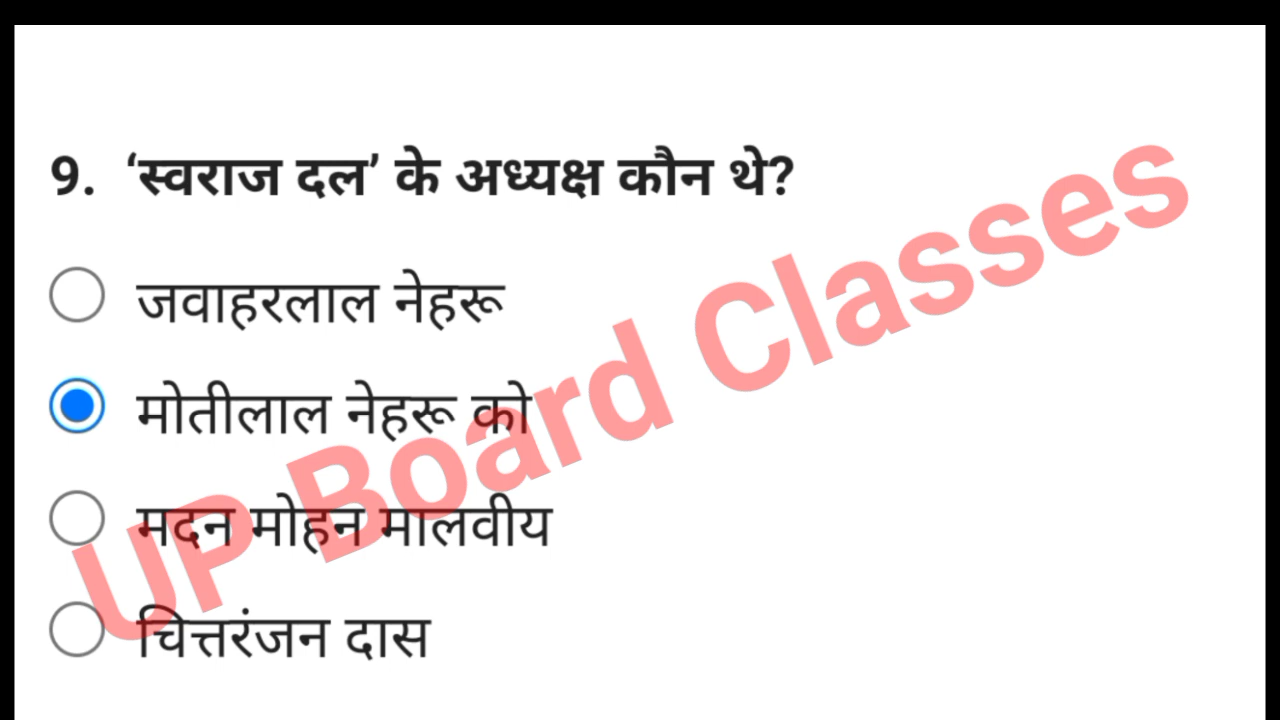 9. ‘स्वराज दल’ के अध्यक्ष कौन थे?
जवाहरलाल नेहरू
मोतीलाल नेहरू को
मदन मोहन मालवीय
चित्तरंजन दास
UP Board Classes